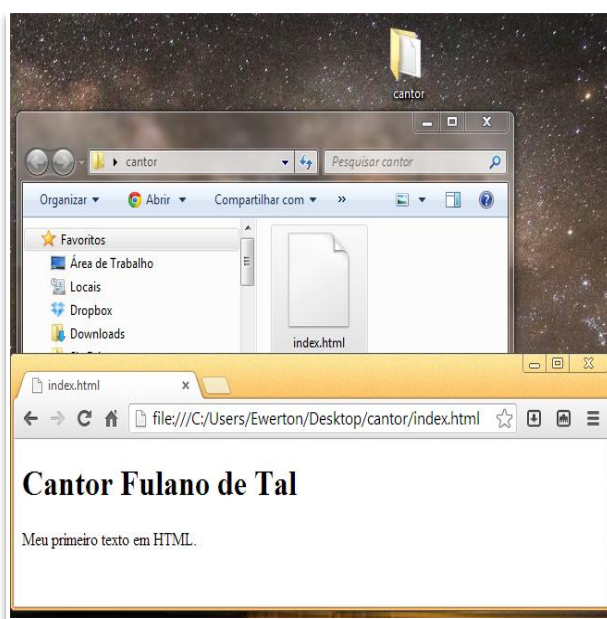 cantor
cantor
Pesquisar cantor
Organizar
Abrir
Compartilhar com
»
Favoritos
Área de Trabalho
Locais
Dropbox
Downloads
index.html
index.html
file:///C:/Users/Ewerton/Desktop/cantor/index.html
Cantor Fulano de Tal
Meu primeiro texto em HTML.